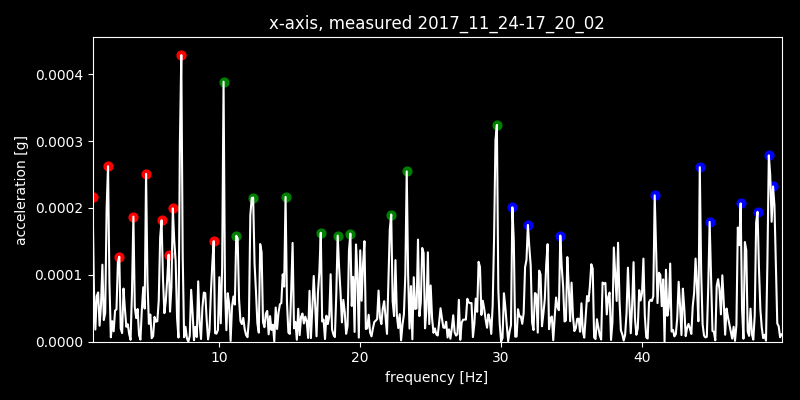 x-axis, measured 2017_11_24-17_20_02
0.0004
0.0003
0.0002
0.0001
0.0000
acceleration [g]
10 20 30 40
frequency [Hz]